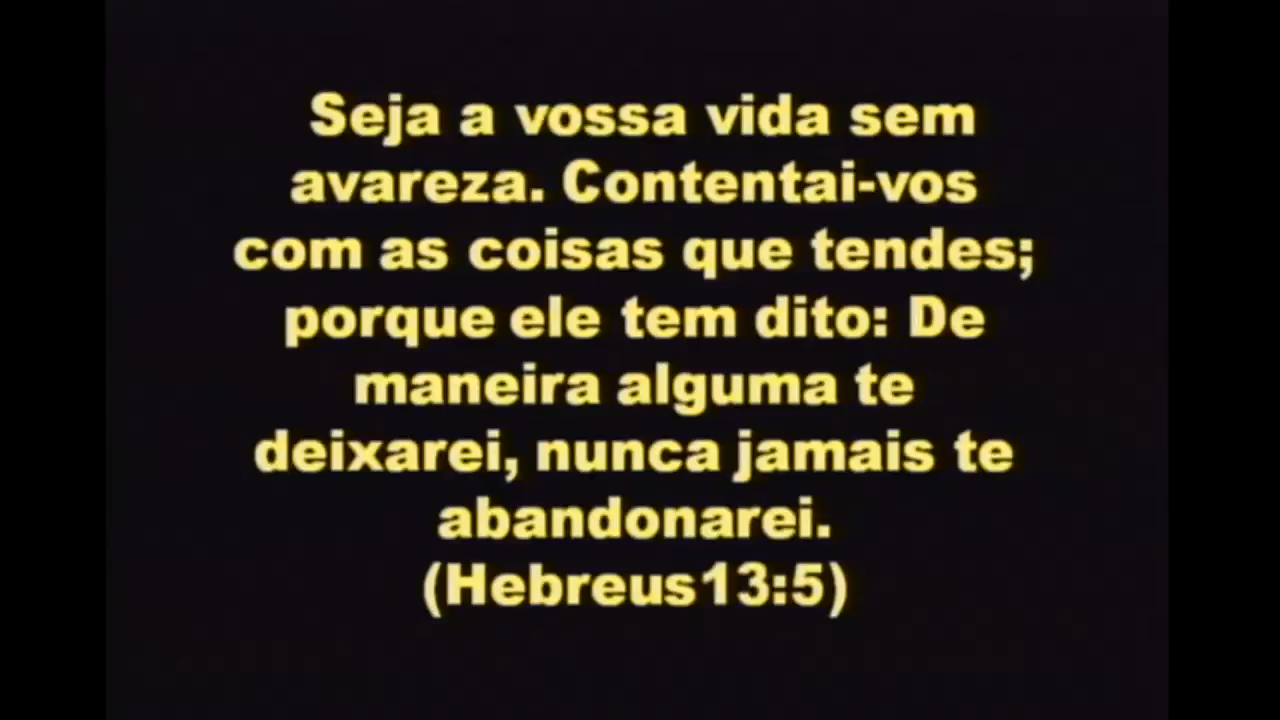 Seja a vossa vida sem
avareza. Contentai-vos
com as coisas que tendes;
porque ele tem dito: De
maneira alguma te
deixarei, nunca jamais te
abandonarei.
(Hebreus13:5)